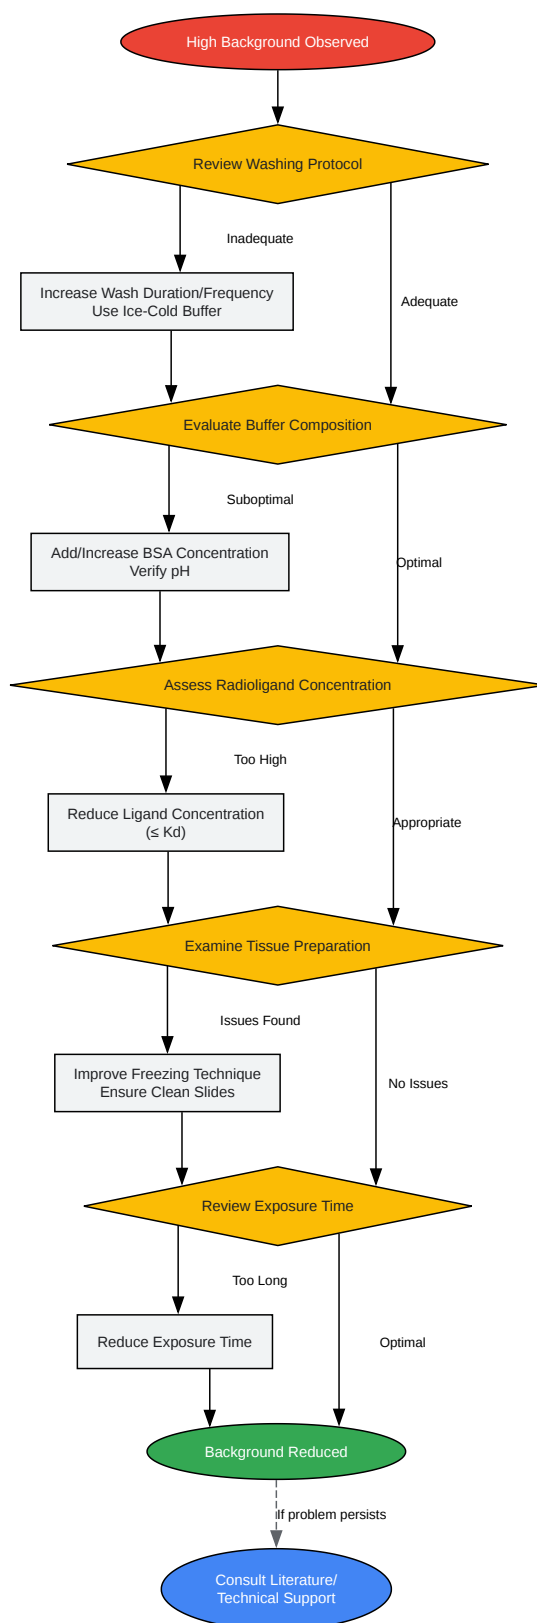 High Background Observed
Review Washing Protocol
Inadequate
Increase Wash Duration/Frequency
Use Ice-Cold Buffer
Adequate
Evaluate Buffer Composition
Suboptimal
Add/Increase BSA Concentration
Verify pH
Optimal
Assess Radioligand Concentration
Too High
Reduce Ligand Concentration
(≤ Kd)
Appropriate
Examine Tissue Preparation
Issues Found
Improve Freezing Technique
Ensure Clean Slides
No Issues
Review Exposure Time
Too Long
Reduce Exposure Time
Optimal
Background Reduced
If problem persists
Consult Literature/
Technical Support